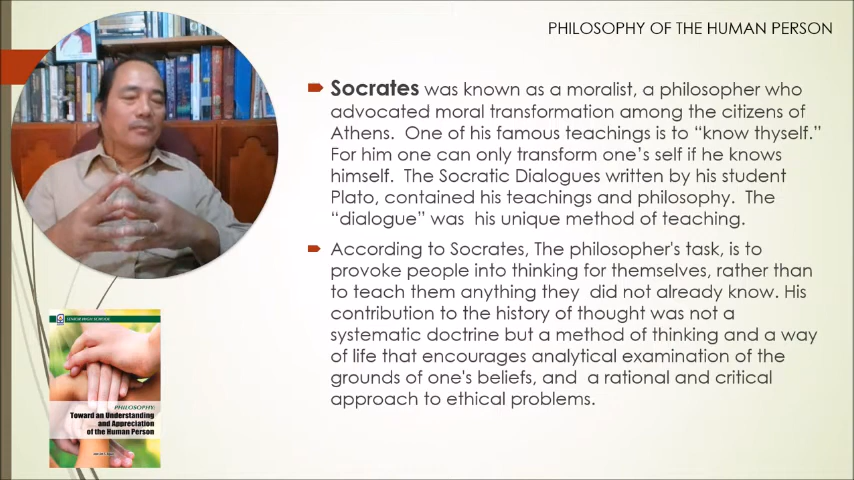 PHILOSOPHY OF THE HUMAN PERSON
Socrates was known as a moralist, a philosopher who
advocated moral transformation among the citizens of
Athens.  One of his famous teachings is to “know thyself.”
For him one can only transform one’s self if he knows
himself.  The Socratic Dialogues written by his student
Plato, contained his teachings and philosophy.  The
“dialogue” was  his unique method of teaching.
According to Socrates, The philosopher's task, is to
provoke people into thinking for themselves, rather than
to teach them anything they  did not already know. His
contribution to the history of thought was not a
systematic doctrine but a method of thinking and a way
of life that encourages analytical examination of the
grounds of one's beliefs, and  a rational and critical
approach to ethical problems.
SENIOR HIGH SCHOOL
PHILOSOPHY
Toward an Understanding
and Appreciation
of the Human Person